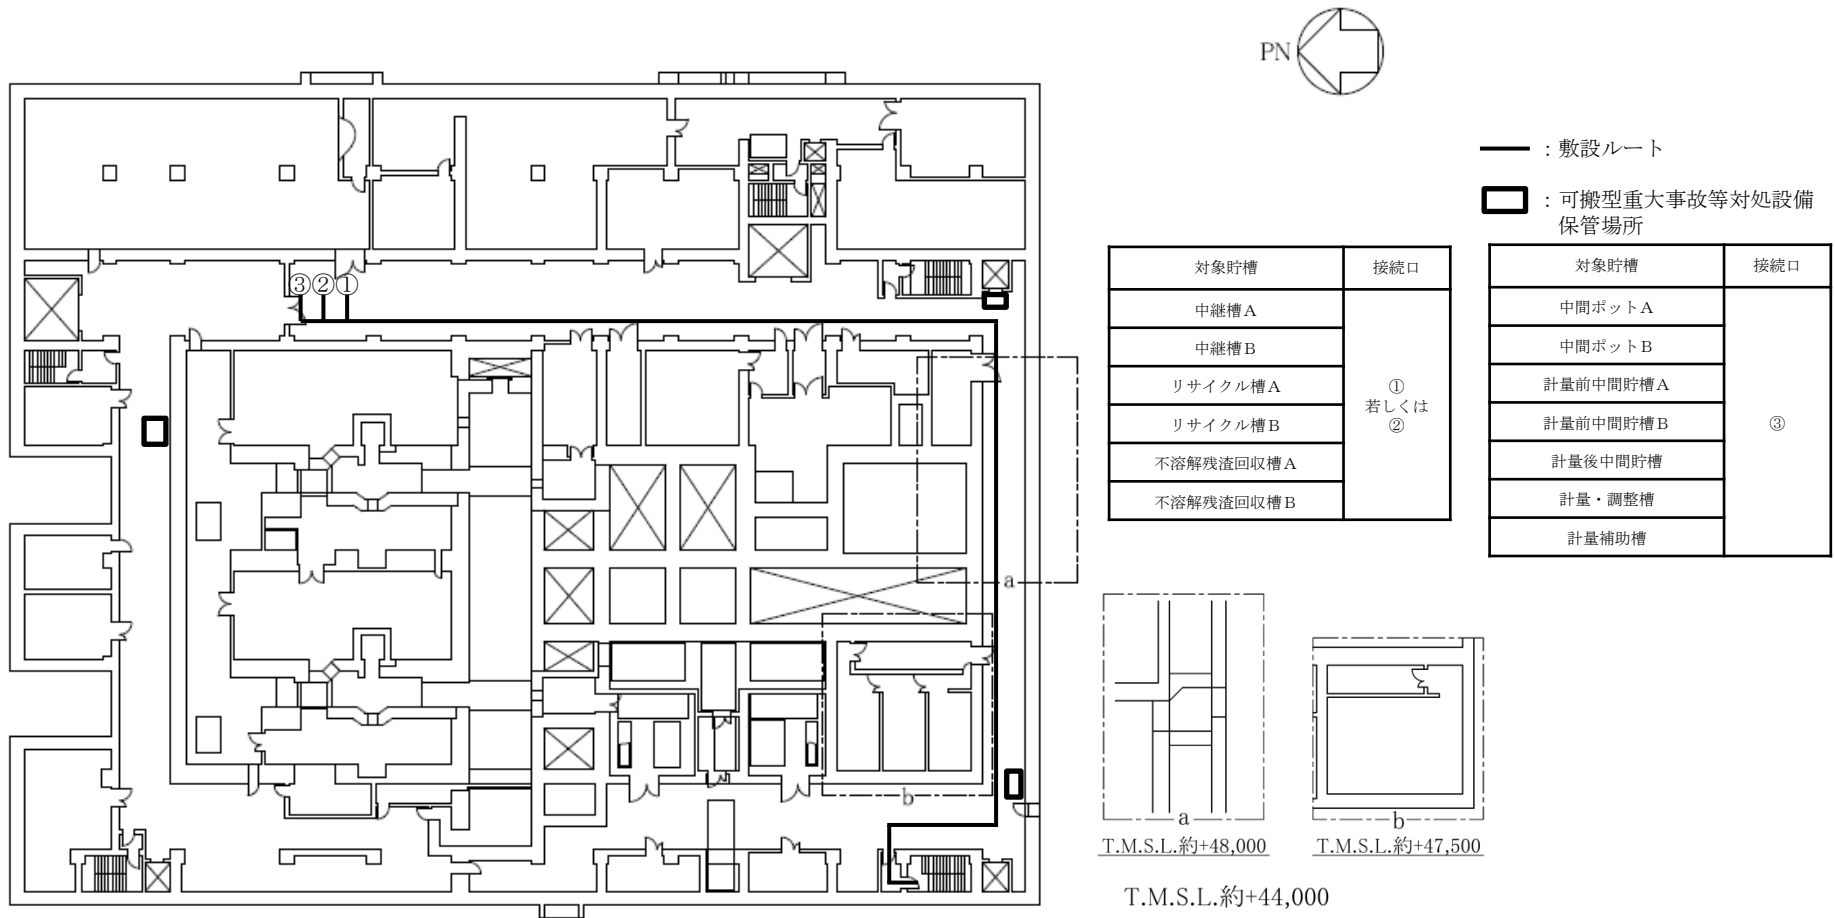 PN
：敷設ルート
：可搬型重大事故等対処設備
保管場所
③②①
対象貯槽 接続口
中継槽A
中継槽B
リサイクル槽A
リサイクル槽B
不溶解残渣回収槽A
不溶解残渣回収槽B
①
若しくは
②
対象貯槽 接続口
中間ポットA
中間ポットB
計量前中間貯槽A
計量前中間貯槽B
計量後中間貯槽
計量・調整槽
計量補助槽
③
a
b
a
T.M.S.L.約+48,000
b
T.M.S.L.約+47,500
T.M.S.L.約+44,000